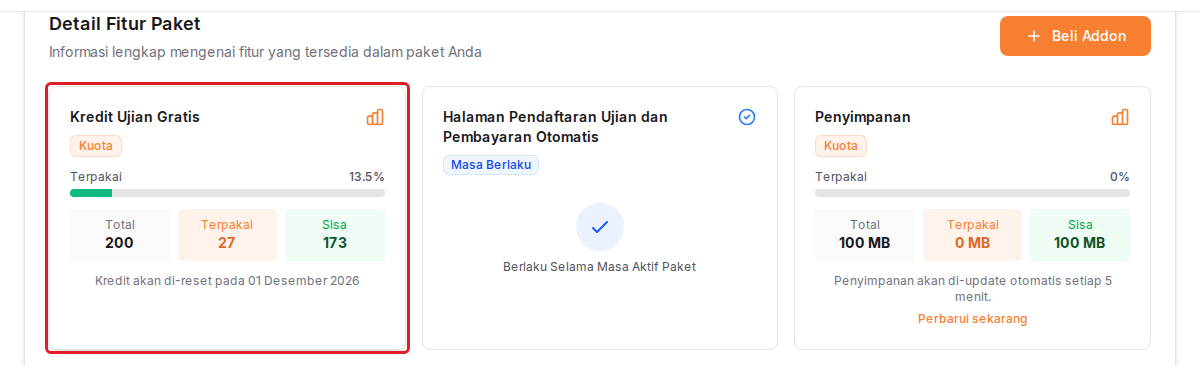 Detail Fitur Paket
Informasi lengkap mengenai fitur yang tersedia dalam paket Anda
Beli Addon
Kredit Ujian Gratis
Kuota
Terpakai 13.5%
Total Terpakai Sisa
200 27 173
Kredit akan di-reset pada 01 Desember 2026
Halaman Pendaftaran Ujian dan
Pembayaran Otomatis
Masa Berlaku
Berlaku Selama Masa Aktif Paket
Penyimpanan
Kuota
Terpakai 0%
Total Terpakai Sisa
100 MB 0 MB 100 MB
Penyimpanan akan di-update otomatis setiap 5
menit.
Perbarui sekarang